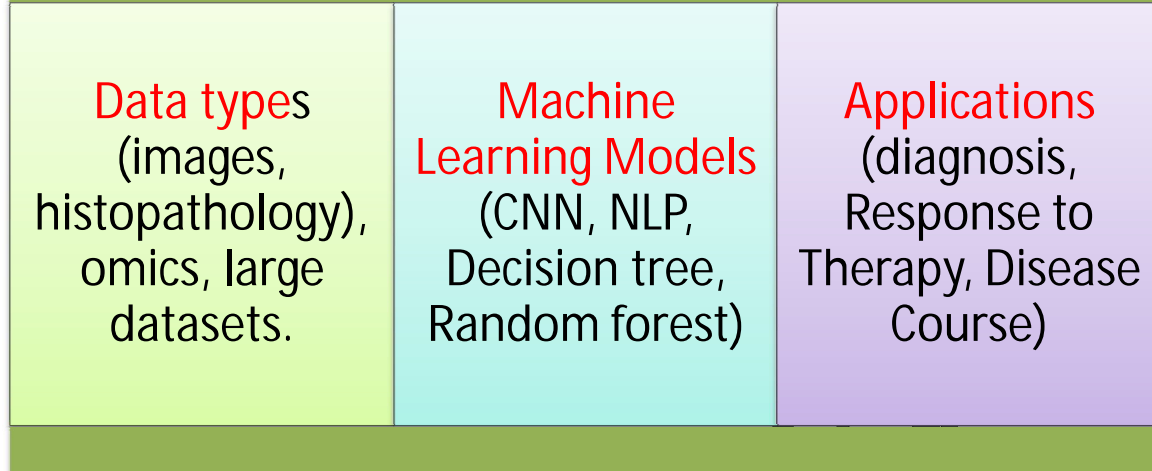 Data types
(images,
histopathology),
omics, large
datasets.
Machine
Learning Models
(CNN, NLP,
Decision tree,
Random forest)
Applications
(diagnosis,
Response to
Therapy, Disease
Course)